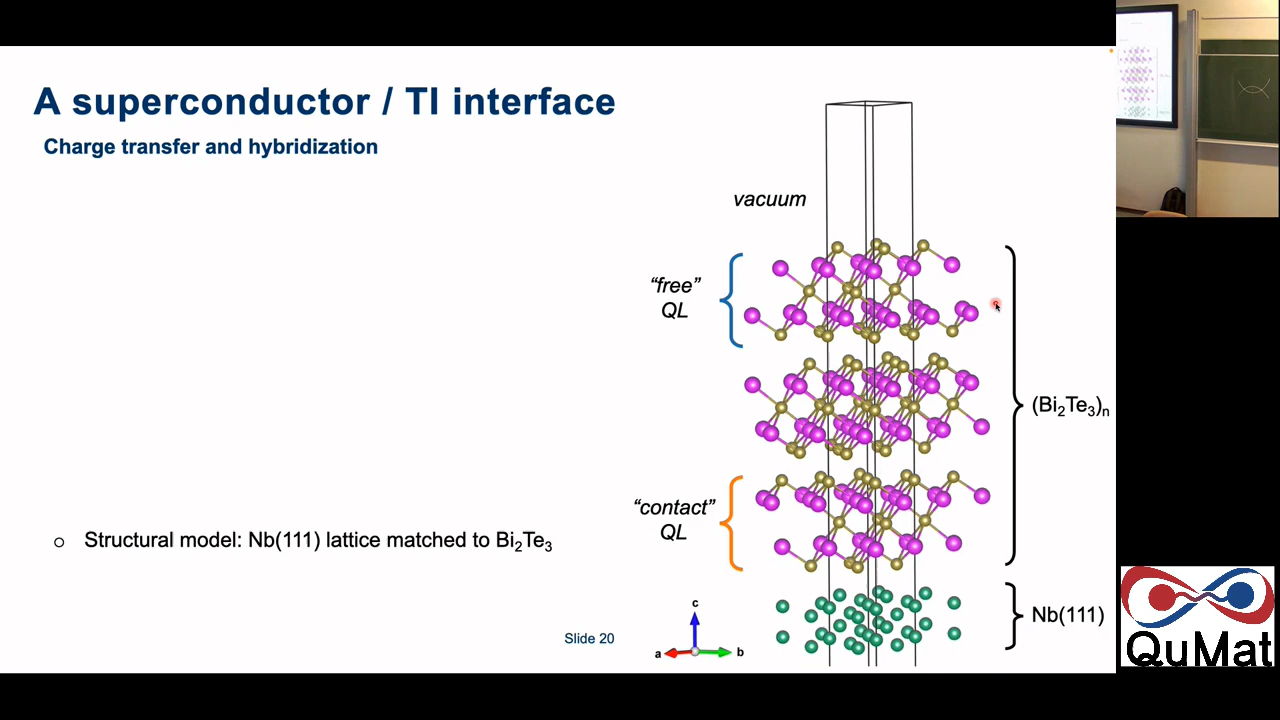 A superconductor / TI interface
Charge transfer and hybridization
vacuum
“free”
QL
(Bi2Te3)n
“contact”
QL
Structural model: Nb(111) lattice matched to Bi2Te3
c
a
b
Nb(111)
Slide 20
QuMat